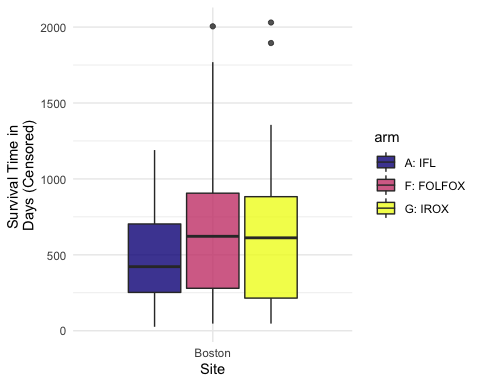 2000
1500
1000
500
0
Survival Time in
Days (Censored)
Boston
Site
arm
A: IFL
F: FOLFOX
G: IROX